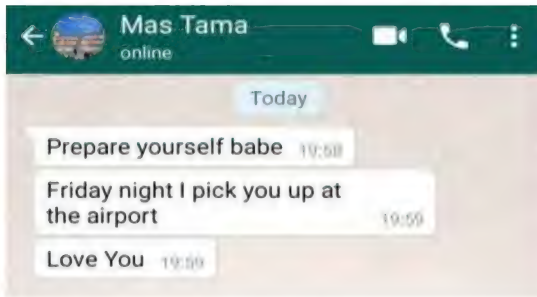 Mas Tama
online
Today
Prepare yourself babe 19:58
Friday night I pick you up at
the airport 19:59
Love You 19:59